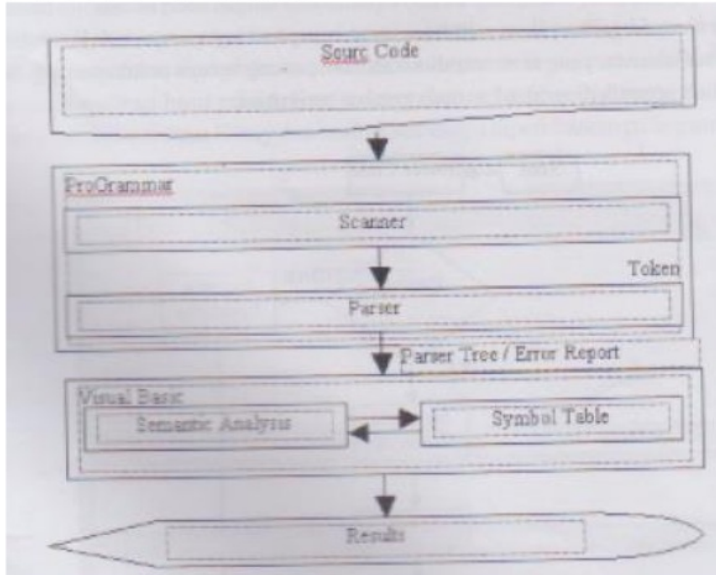 Sourc Code
ProGrammar
Scanner
Token
Parser
Parser Tree / Error Report
Visual Basic
Semantic Analysis
Symbol Table
Results